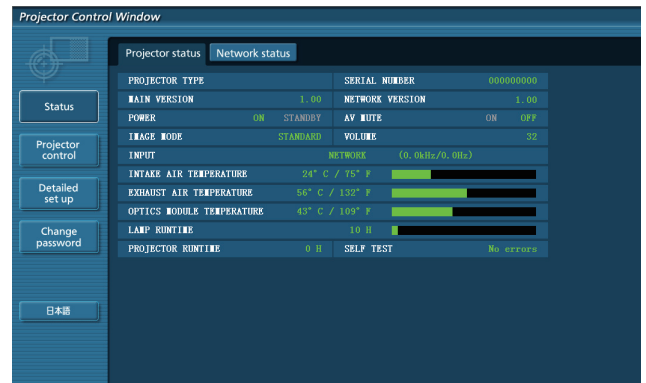 Projector Control Window
Projector status Network status
Status
Projector control
Detailed set up
Change password
日本語
PROJECTOR TYPE SERIAL NUMBER 000000000
MAIN VERSION 1.00 NETWORK VERSION 1.00
POWER ON STANDBY AV MUTE ON OFF
IMAGE MODE STANDARD VOLUME 32
INPUT NETWORK (0.0kHz/0.0Hz)
INTAKE AIR TEMPERATURE 24° C / 75° F
EXHAUST AIR TEMPERATURE 56° C / 132° F
OPTICS MODULE TEMPERATURE 43° C / 109° F
LAMP RUNTIME 10 H
PROJECTOR RUNTIME 0 H SELF TEST No errors